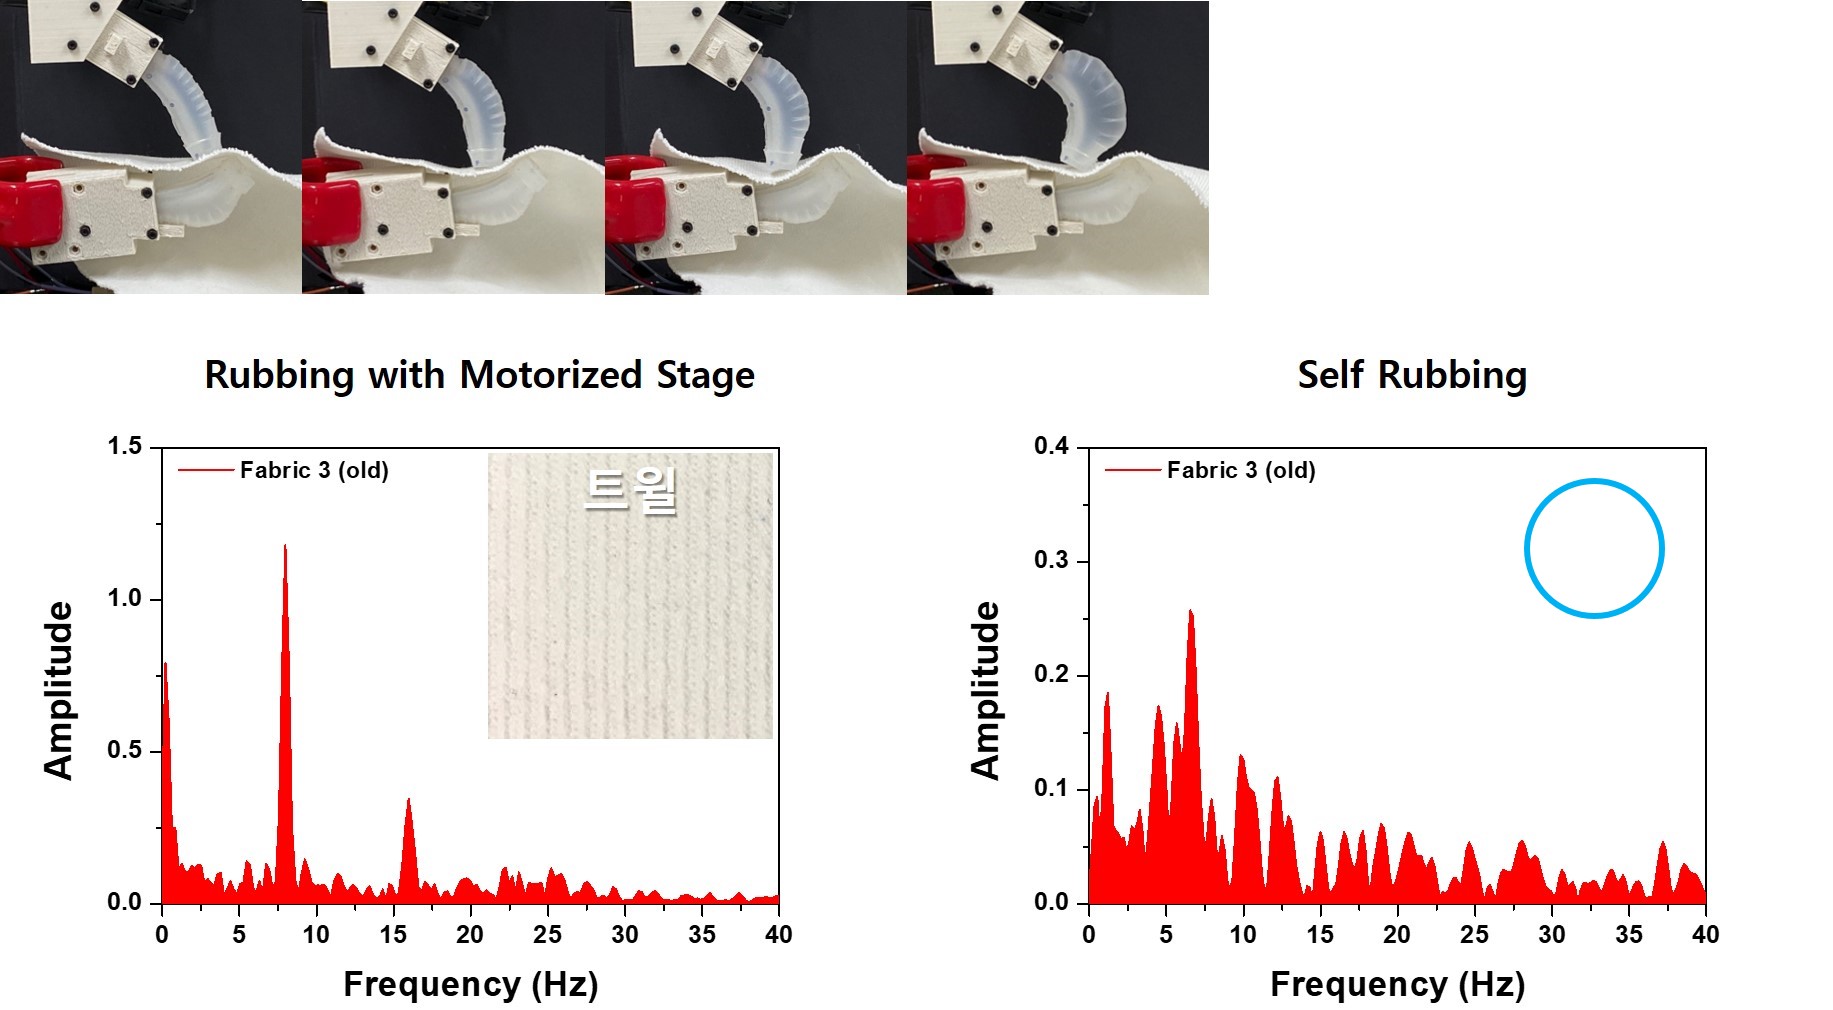 Rubbing with Motorized Stage
Self Rubbing
1.5
1.0
0.5
0.0
Amplitude
Fabric 3 (old)
트윌
0 5 10 15 20 25 30 35 40
Frequency (Hz)
0.4
0.3
0.2
0.1
0.0
Amplitude
Fabric 3 (old)
0 5 10 15 20 25 30 35 40
Frequency (Hz)